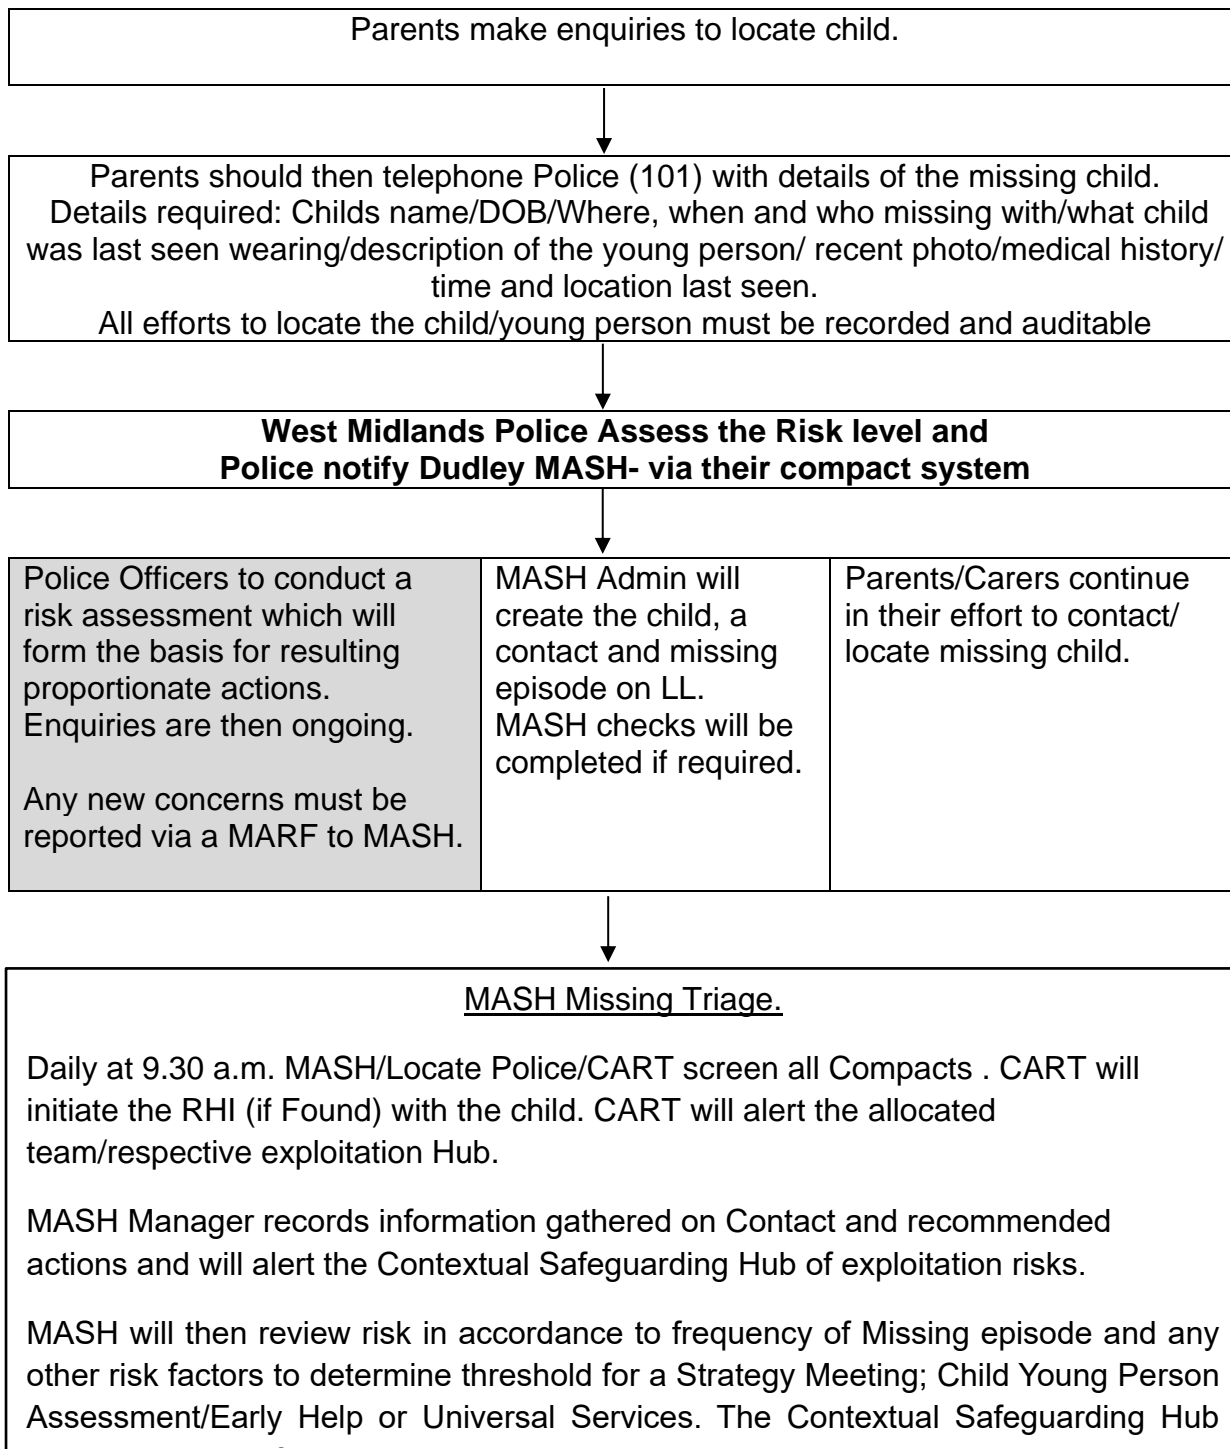 Parents make enquiries to locate child.
Parents should then telephone Police (101) with details of the missing child.
Details required: Childs name/DOB/Where, when and who missing with/what child
was last seen wearing/description of the young person/ recent photo/medical history/
time and location last seen.
All efforts to locate the child/young person must be recorded and auditable
West Midlands Police Assess the Risk level and
Police notify Dudley MASH- via their compact system
Police Officers to conduct a
risk assessment which will
form the basis for resulting
proportionate actions.
Enquiries are then ongoing.
Any new concerns must be
reported via a MARF to MASH.
MASH Admin will
create the child, a
contact and missing
episode on LL.
MASH checks will be
completed if required.
Parents/Carers continue
in their effort to contact/
locate missing child.
MASH Missing Triage.
Daily at 9.30 a.m. MASH/Locate Police/CART screen all Compacts . CART will
initiate the RHI (if Found) with the child. CART will alert the allocated
team/respective exploitation Hub.
MASH Manager records information gathered on Contact and recommended
actions and will alert the Contextual Safeguarding Hub of exploitation risks.
MASH will then review risk in accordance to frequency of Missing episode and any
other risk factors to determine threshold for a Strategy Meeting; Child Young Person
Assessment/Early Help or Universal Services. The Contextual Safeguarding Hub